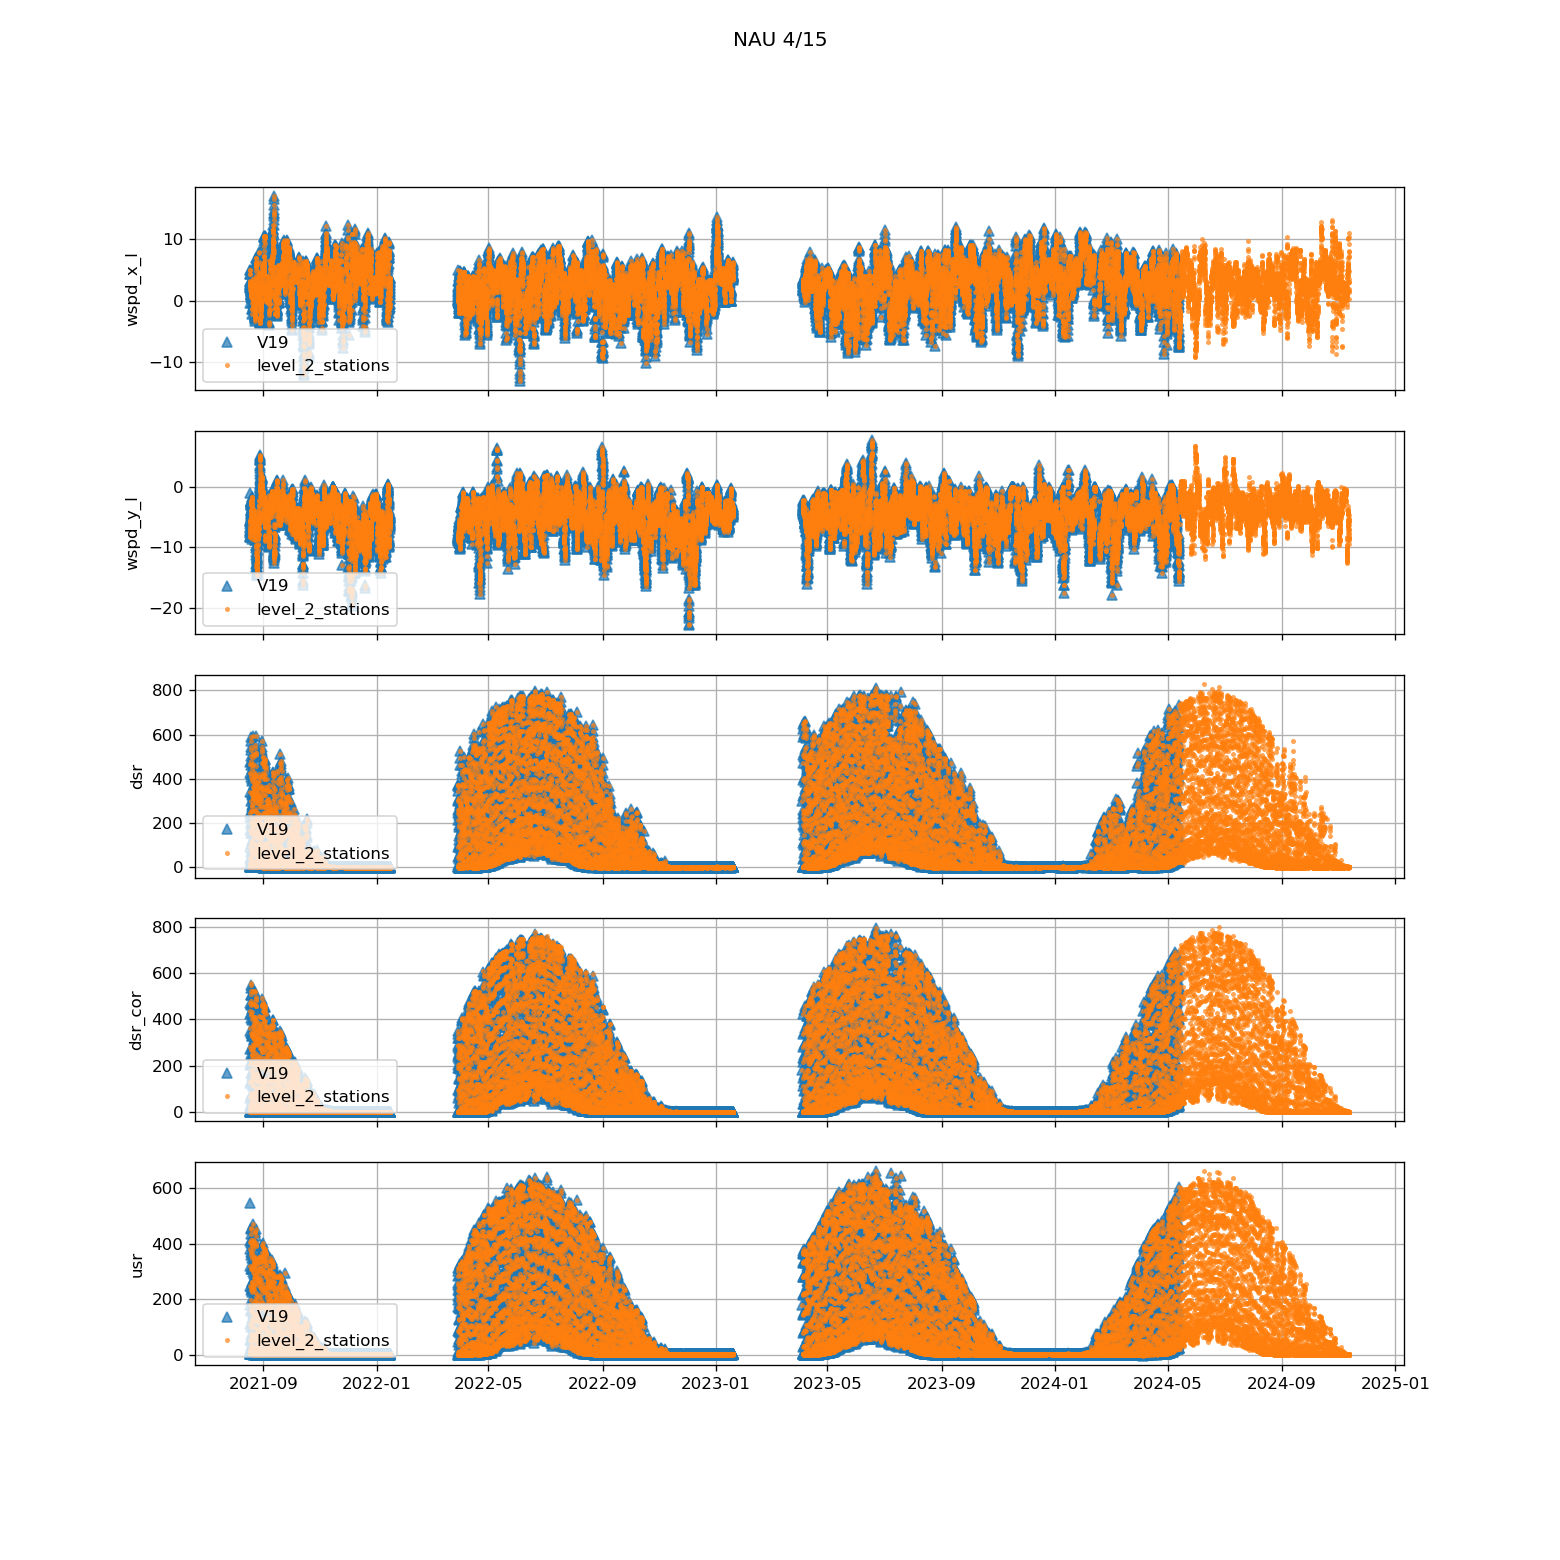 NAU 4/15
wspd_x_l
10
0
−10
V19
level_2_stations
wspd_y_l
0
−10
−20
V19
level_2_stations
dsr
800
600
400
200
0
V19
level_2_stations
dsr_cor
800
600
400
200
0
V19
level_2_stations
usr
600
400
200
0
V19
level_2_stations
2021-09 2022-01 2022-05 2022-09 2023-01 2023-05 2023-09 2024-01 2024-05 2024-09 2025-01